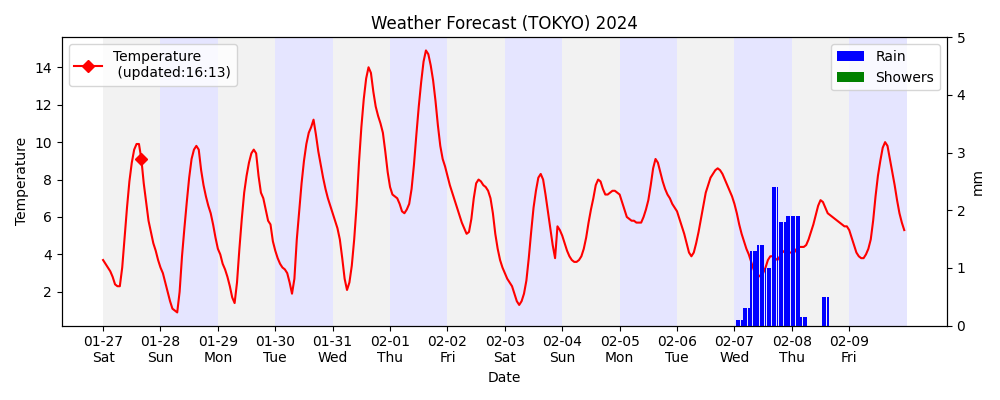 Weather Forecast (TOKYO) 2024
Temperature
(updated:16:13)
Rain
Showers
Temperature
14
12
10
8
6
4
2
5
4
3
2
1
0
mm
01-27 01-28 01-29 01-30 01-31 02-01 02-02 02-03 02-04 02-05 02-06 02-07 02-08 02-09
Sat Sun Mon Tue Wed Thu Fri Sat Sun Mon Tue Wed Thu Fri
Date